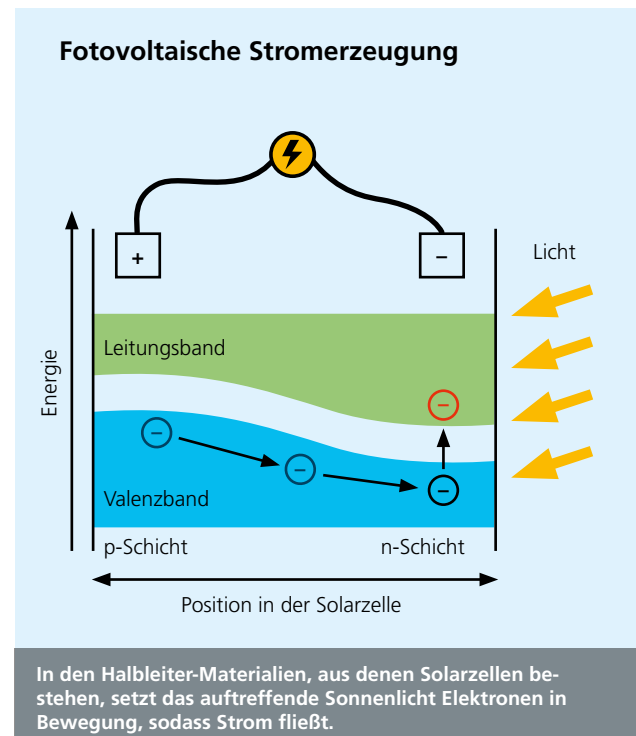 Fotovoltaische Stromerzeugung
+
–
Licht
Energie
Leitungsband
–
–
–
–
Valenzband
p-Schicht
n-Schicht
Position in der Solarzelle
In den Halbleiter-Materialien, aus denen Solarzellen be-
stehen, setzt das auftreffende Sonnenlicht Elektronen in
Bewegung, sodass Strom fließt.